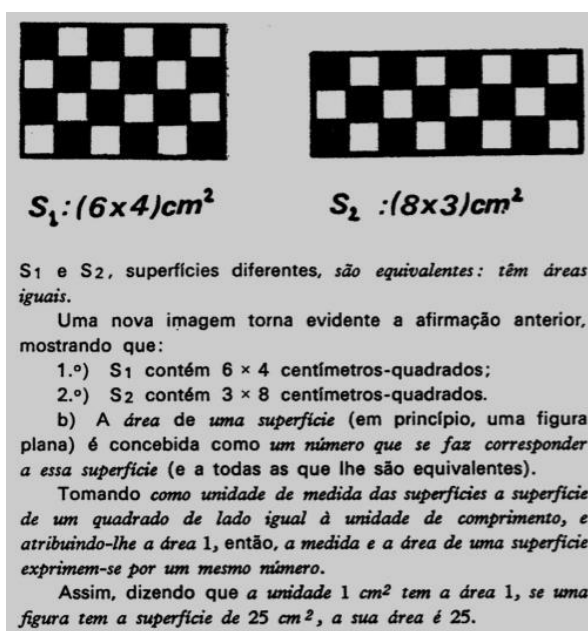 S1:(6x4)cm²
S2 :(8x3)cm²
S1 e S2, superfícies diferentes, são equivalentes: têm áreas
iguais.
Uma nova imagem torna evidente a afirmação anterior,
mostrando que:
1.º) S1 contém 6 × 4 centímetros-quadrados;
2.º) S2 contém 3 × 8 centímetros-quadrados.
b) A área de uma superfície (em princípio, uma figura
plana) é concebida como um número que se faz corresponder
a essa superfície (e a todas as que lhe são equivalentes).
Tomando como unidade de medida das superfícies a superfície
de um quadrado de lado igual à unidade de comprimento, e
atribuindo-lhe a área 1, então, a medida e a área de uma superfície
exprimem-se por um mesmo número.
Assim, dizendo que a unidade 1 cm² tem a área 1, se uma
figura tem a superfície de 25 cm², a sua área é 25.